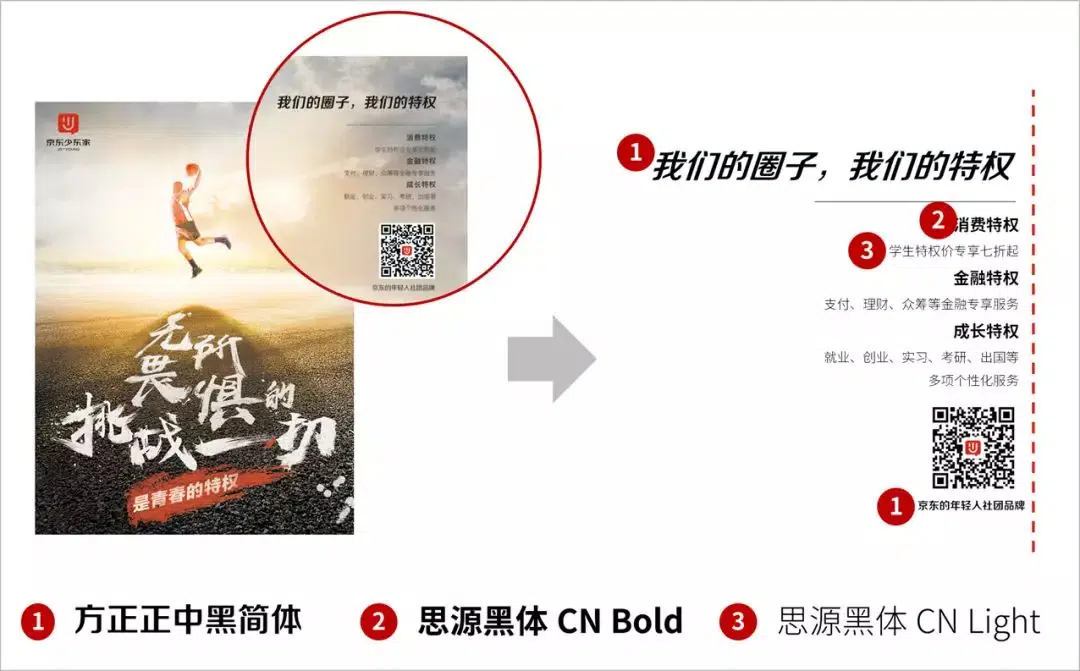 京东少东家
我们的圈子，我们的特权
消费特权
学生特权价专享七折起
金融特权
支付、理财、众筹等金融专享服务
成长特权
就业、创业、实习、考研、出国等
多项个性化服务
京东的年轻人社团品牌
无所畏惧的
挑战一切
是青春的特权
1 我们的圈子，我们的特权
2 消费特权
3 学生特权价专享七折起
金融特权
支付、理财、众筹等金融专享服务
成长特权
就业、创业、实习、考研、出国等
多项个性化服务
1 京东的年轻人社团品牌
1 方正正中黑简体
2 思源黑体 CN Bold
3 思源黑体 CN Light